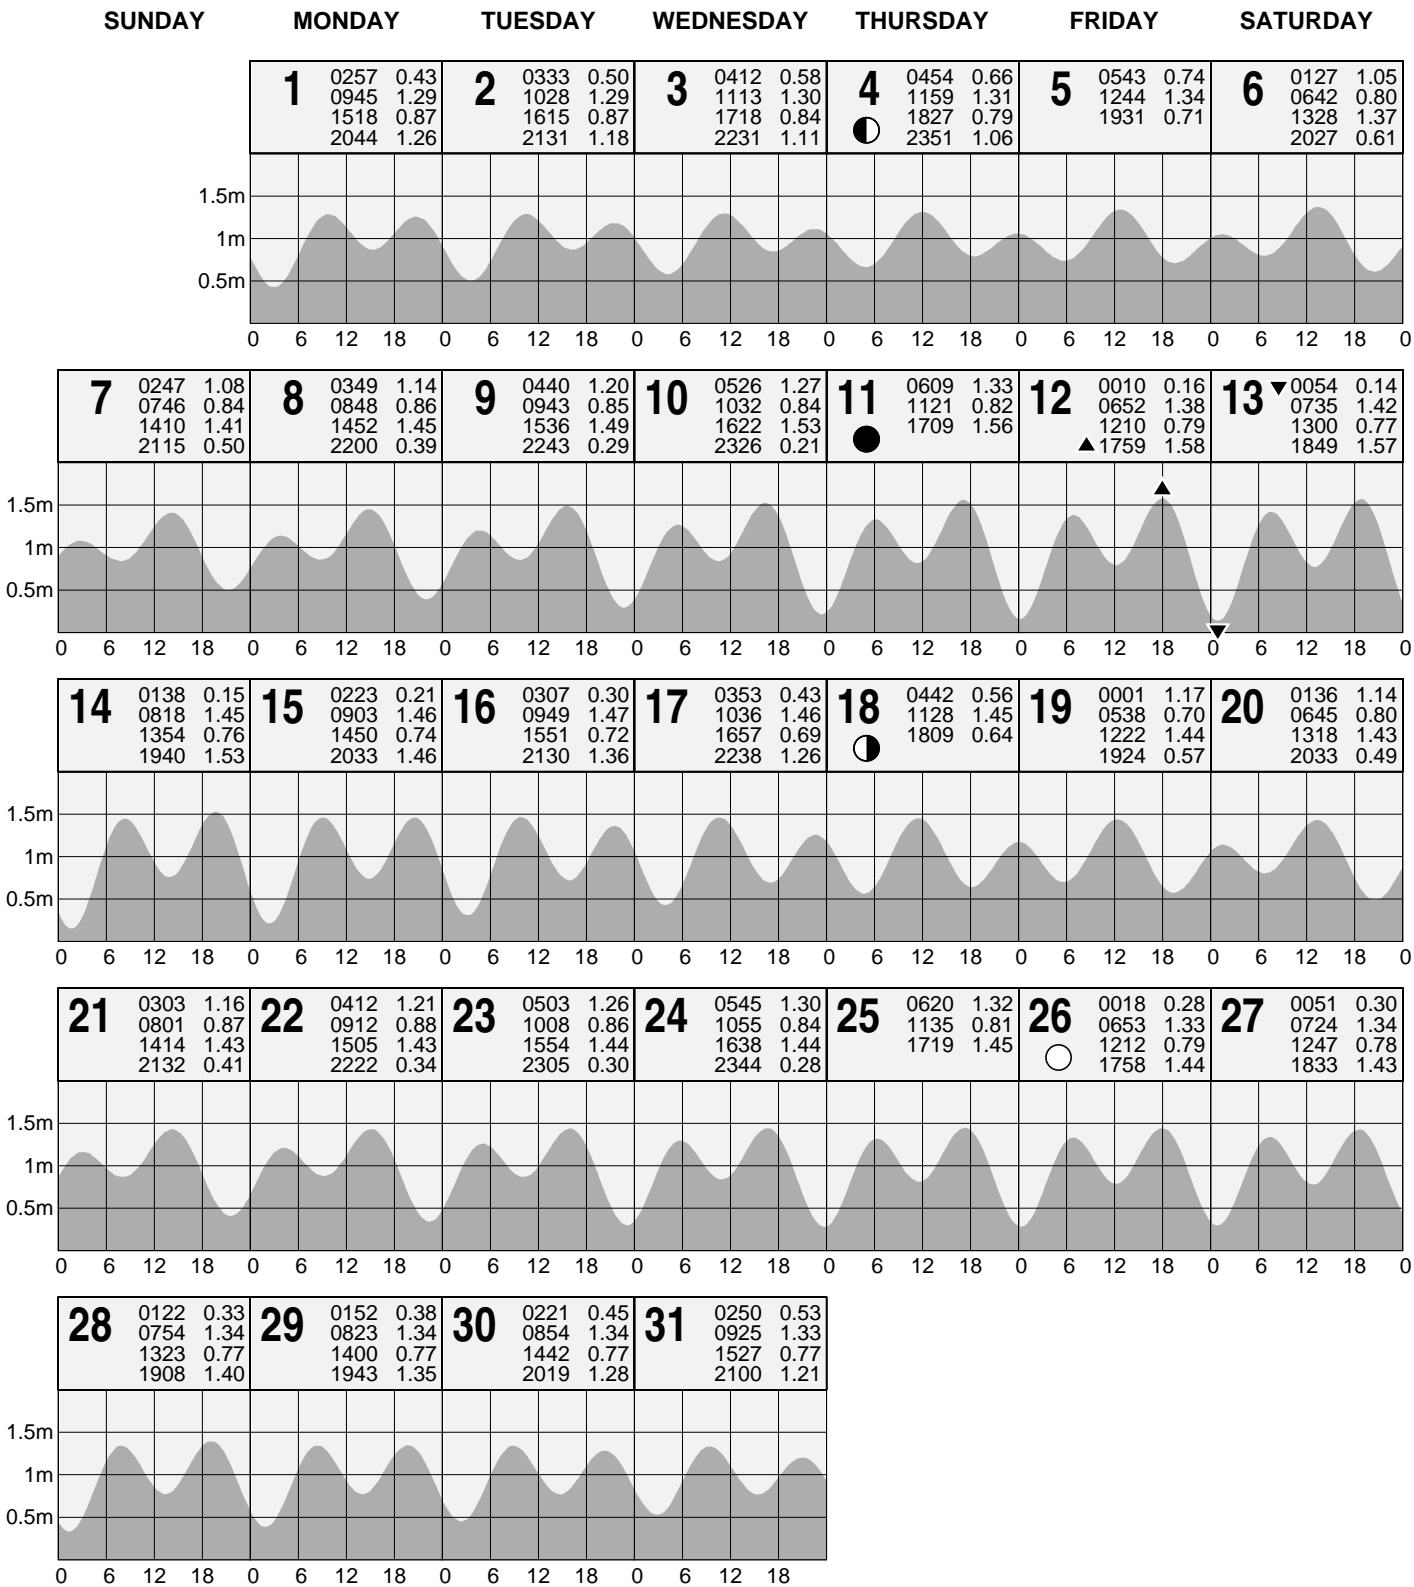 SUNDAY MONDAY TUESDAY WEDNESDAY THURSDAY FRIDAY SATURDAY
1 0257 0.43 2 0333 0.50 3 0412 0.58 4 0454 0.66 5 0543 0.74 6 0127 1.05
0945 1.29 1028 1.29 1113 1.30 1159 1.31 1244 1.34 0642 0.80
1518 0.87 1615 0.87 1718 0.84 1827 0.79 1931 0.71 1328 1.37
2044 1.26 2131 1.18 2231 1.11 2351 1.06 2027 0.61
1.5m
1m
0.5m
0 6 12 18 0 6 12 18 0 6 12 18 0 6 12 18 0 6 12 18 0 6 12 18 0
7 0247 1.08 8 0349 1.14 9 0440 1.20 10 0526 1.27 11 0609 1.33 12 0010 0.16 13 0054 0.14
0746 0.84 0848 0.86 0943 0.85 1032 0.84 1121 0.82 0652 1.38 0735 1.42
1410 1.41 1452 1.45 1536 1.49 1622 1.53 1709 1.56 1210 0.79 1300 0.77
2115 0.50 2200 0.39 2243 0.29 2326 0.21 1759 1.58 1849 1.57
1.5m
1m
0.5m
0 6 12 18 0 6 12 18 0 6 12 18 0 6 12 18 0 6 12 18 0 6 12 18 0 6 12 18 0
14 0138 0.15 15 0223 0.21 16 0307 0.30 17 0353 0.43 18 0442 0.56 19 0001 1.17 20 0136 1.14
0818 1.45 0903 1.46 0949 1.47 1036 1.46 1128 1.45 0538 0.70 0645 0.80
1354 0.76 1450 0.74 1551 0.72 1657 0.69 1809 0.64 1222 1.44 1318 1.43
1940 1.53 2033 1.46 2130 1.36 2238 1.26 1924 0.57 2033 0.49
1.5m
1m
0.5m
0 6 12 18 0 6 12 18 0 6 12 18 0 6 12 18 0 6 12 18 0 6 12 18 0 6 12 18 0
21 0303 1.16 22 0412 1.21 23 0503 1.26 24 0545 1.30 25 0620 1.32 26 0018 0.28 27 0051 0.30
0801 0.87 0912 0.88 1008 0.86 1055 0.84 1135 0.81 0653 1.33 0724 1.34
1414 1.43 1505 1.43 1554 1.44 1638 1.44 1719 1.45 1212 0.79 1247 0.78
2132 0.41 2222 0.34 2305 0.30 2344 0.28 1758 1.44 1833 1.43
1.5m
1m
0.5m
0 6 12 18 0 6 12 18 0 6 12 18 0 6 12 18 0 6 12 18 0 6 12 18 0 6 12 18 0
28 0122 0.33 29 0152 0.38 30 0221 0.45 31 0250 0.53
0754 1.34 0823 1.34 0854 1.34 0925 1.33
1323 0.77 1400 0.77 1442 0.77 1527 0.77
1908 1.40 1943 1.35 2019 1.28 2100 1.21
1.5m
1m
0.5m
0 6 12 18 0 6 12 18 0 6 12 18 0 6 12 18